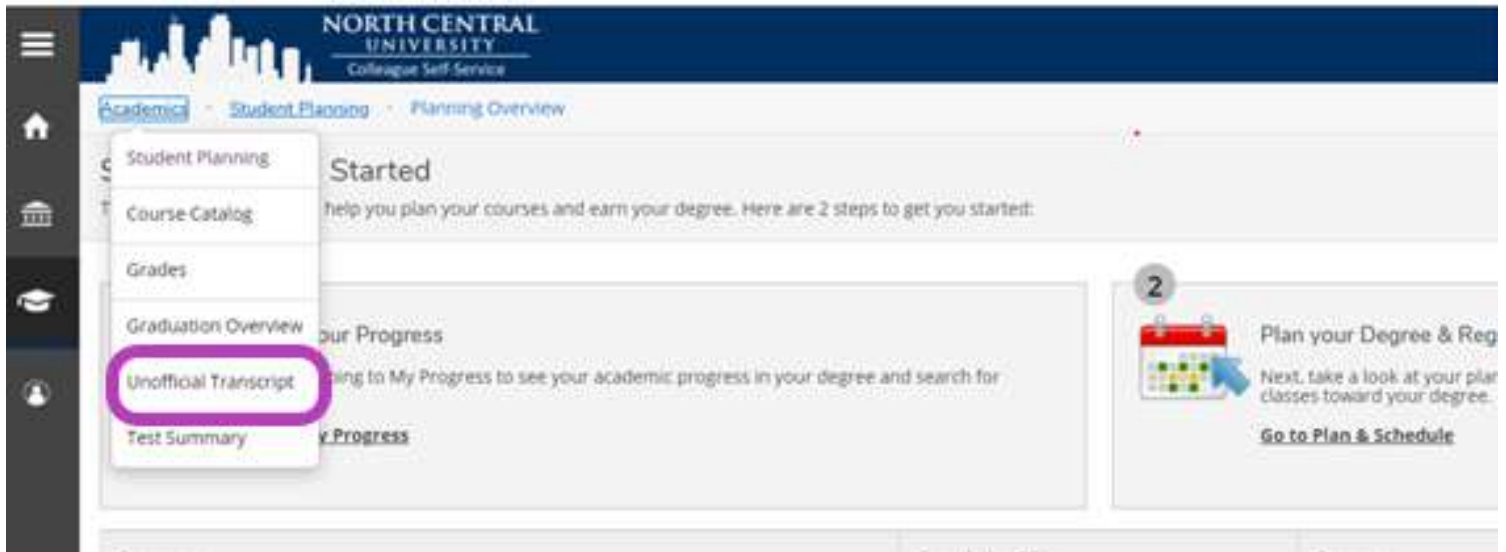 NORTH CENTRAL
UNIVERSITY
Colleague Self-Service
Academics · Student Planning · Planning Overview
Student Planning
Course Catalog
Grades
Graduation Overview
Unofficial Transcript
Test Summary
Started
help you plan your courses and earn your degree. Here are 2 steps to get you started:
our Progress
ing to My Progress to see your academic progress in your degree and search for
y Progress
2
Plan your Degree & Reg
Next, take a look at your plan
classes toward your degree.
Go to Plan & Schedule